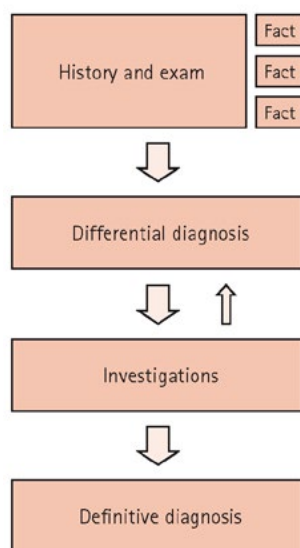 History and exam
Fact
Fact
Fact
Differential diagnosis
Investigations
Definitive diagnosis